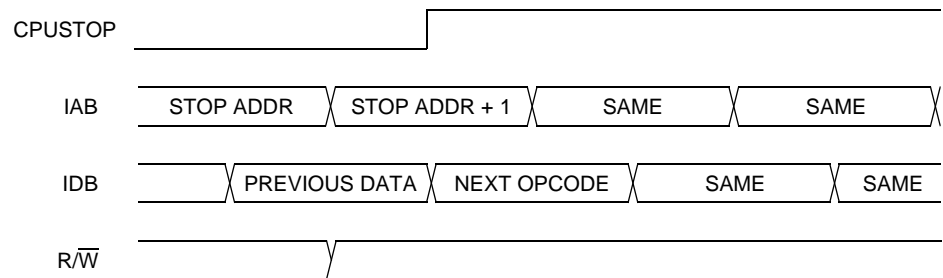 CPUSTOP
IAB STOP ADDR STOP ADDR + 1 SAME SAME
IDB PREVIOUS DATA NEXT OPCODE SAME SAME
R/W̅